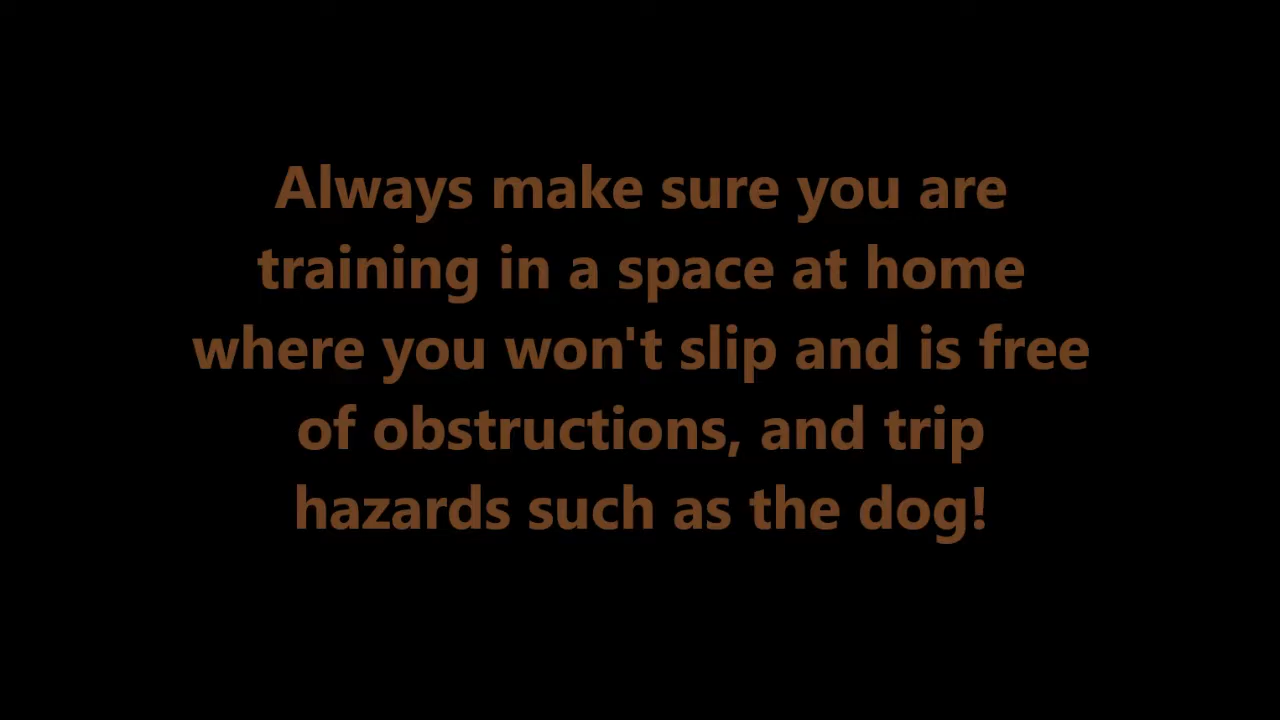 Always make sure you are
training in a space at home
where you won't slip and is free
of obstructions, and trip
hazards such as the dog!